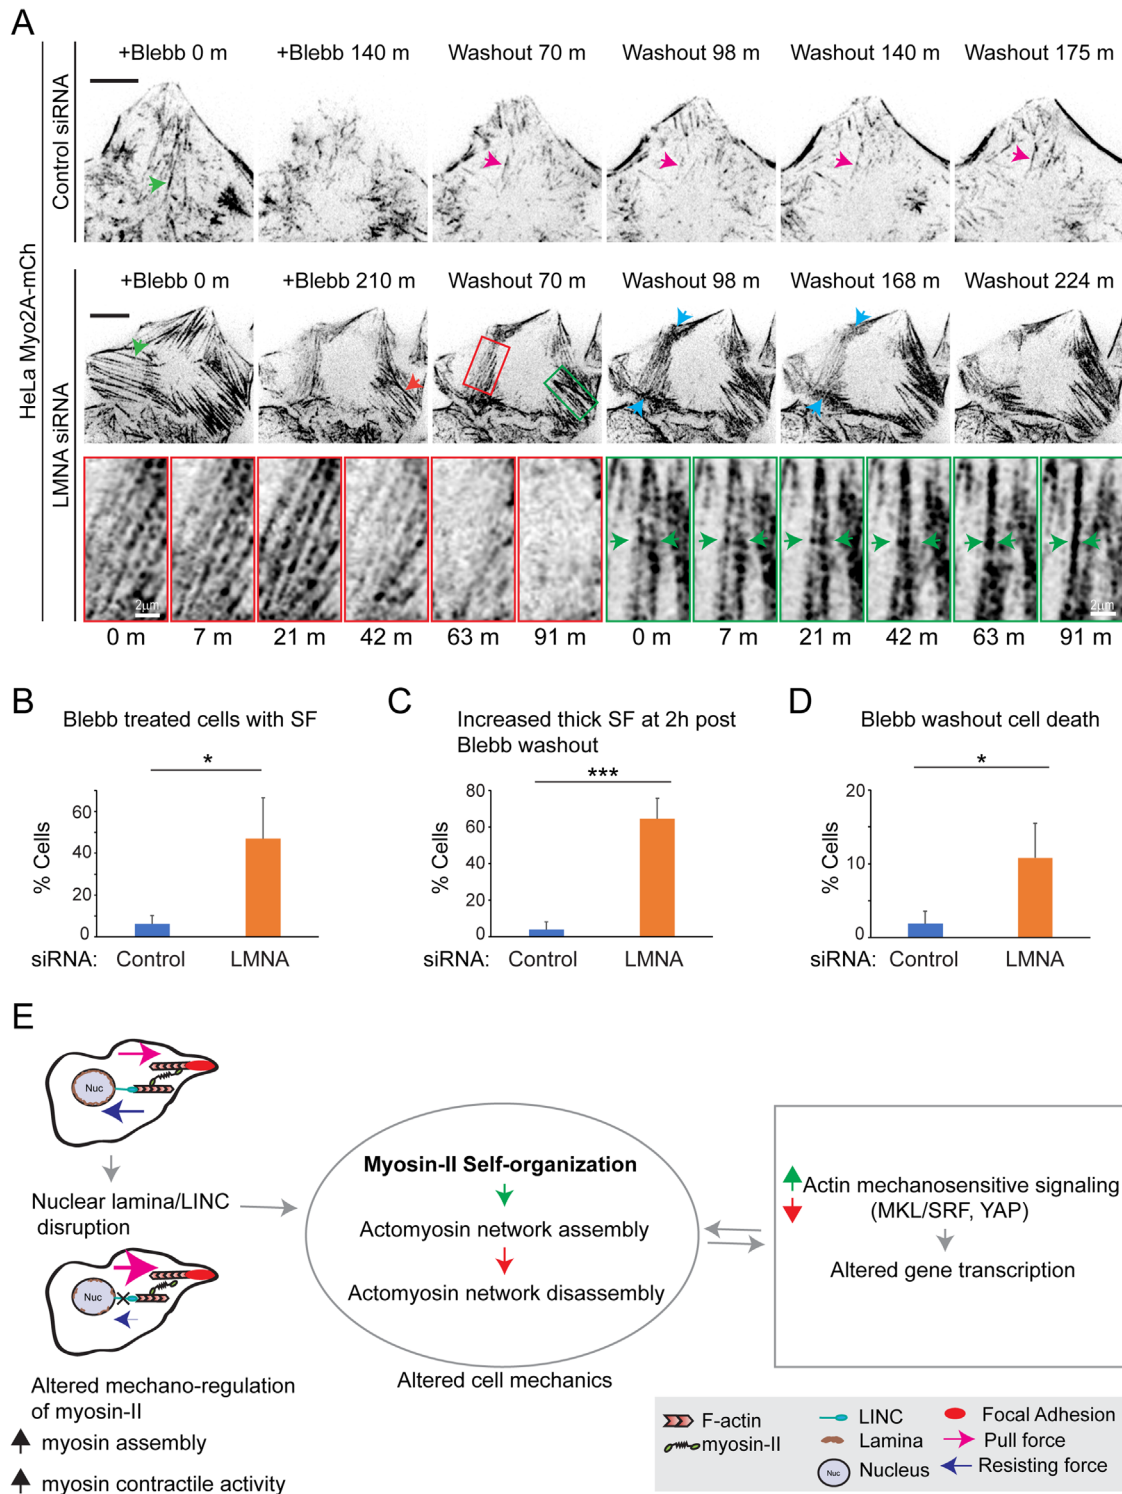 A
+Blebb 0 m
+Blebb 140 m
Washout 70 m
Washout 98 m
Washout 140 m
Washout 175 m
Control siRNA
HeLa Myo2A-mCh
+Blebb 0 m
+Blebb 210 m
Washout 70 m
Washout 98 m
Washout 168 m
Washout 224 m
LMNA siRNA
2μm
2μm
0 m
7 m
21 m
42 m
63 m
91 m
0 m
7 m
21 m
42 m
63 m
91 m
B
Blebb treated cells with SF
*
% Cells
60
40
20
0
siRNA: Control LMNA
C
Increased thick SF at 2h post
Blebb washout
***
% Cells
80
60
40
20
0
siRNA: Control LMNA
D
Blebb washout cell death
*
% Cells
20
10
0
siRNA: Control LMNA
E
Nuc
Nuclear lamina/LINC
disruption
Nuc
Altered mechano-regulation
of myosin-II
myosin assembly
myosin contractile activity
Myosin-II Self-organization
Actomyosin network assembly
Actomyosin network disassembly
Altered cell mechanics
Actin mechanosensitive signaling
(MKL/SRF, YAP)
Altered gene transcription
F-actin
myosin-II
LINC
Lamina
Nuc
Nucleus
Focal Adhesion
Pull force
Resisting force